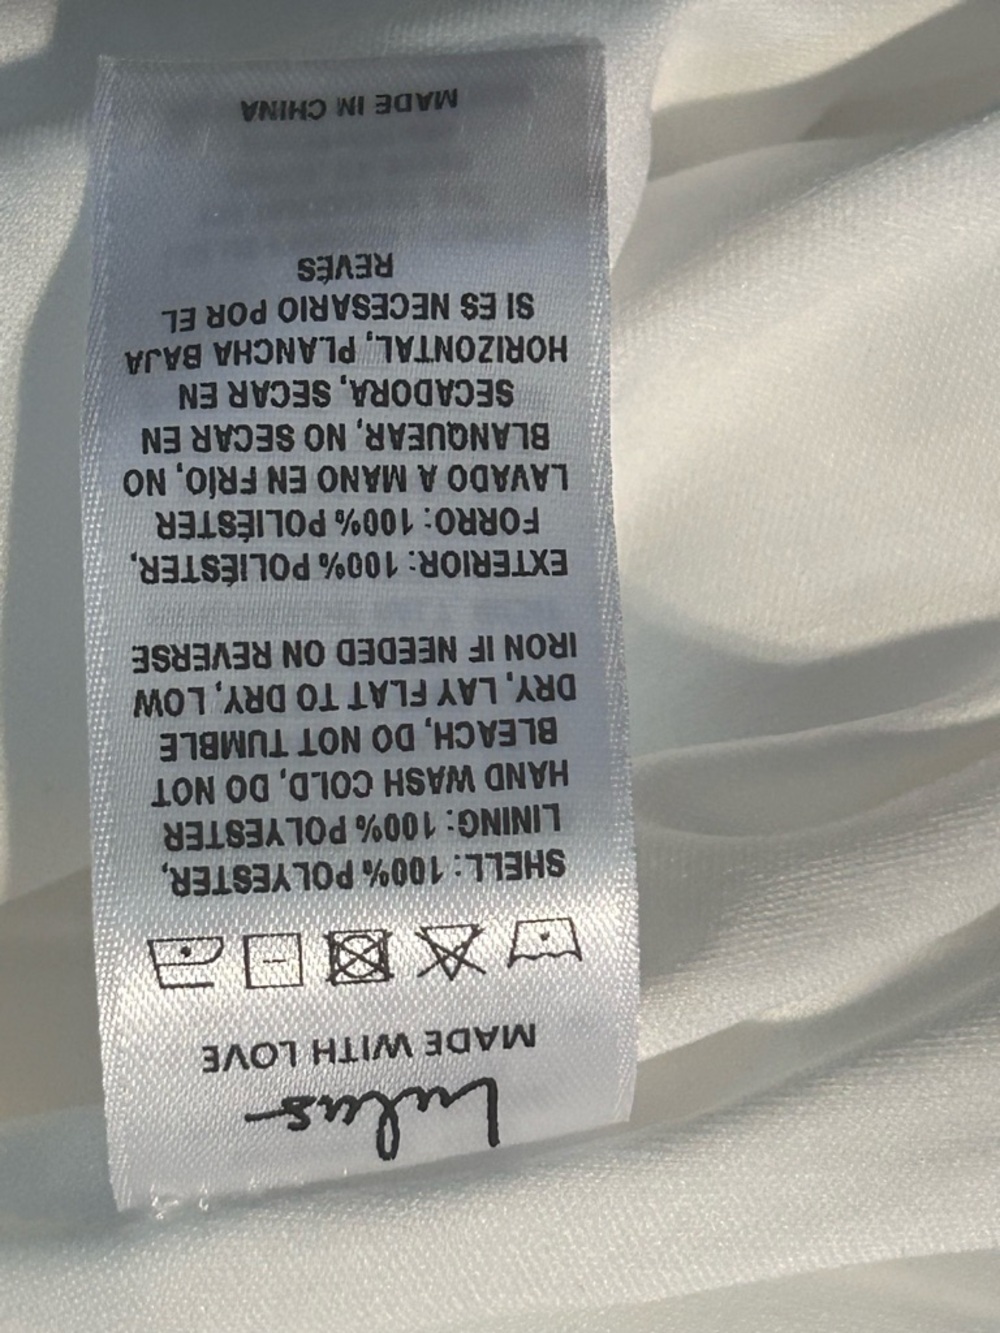 Lulus
MADE WITH LOVE
SHELL: 100% POLYESTER,
LINING: 100% POLYESTER
HAND WASH COLD, DO NOT
BLEACH, DO NOT TUMBLE
DRY, LAY FLAT TO DRY, LOW
IRON IF NEEDED ON REVERSE
EXTERIOR: 100% POLIÉSTER,
FORRO: 100% POLIÉSTER
LAVADO A MANO EN FRÍO, NO
BLANQUEAR, NO SECAR EN
SECADORA, SECAR EN
HORIZONTAL, PLANCHA BAJA
SI ES NECESARIO POR EL
REVÉS
MADE IN CHINA